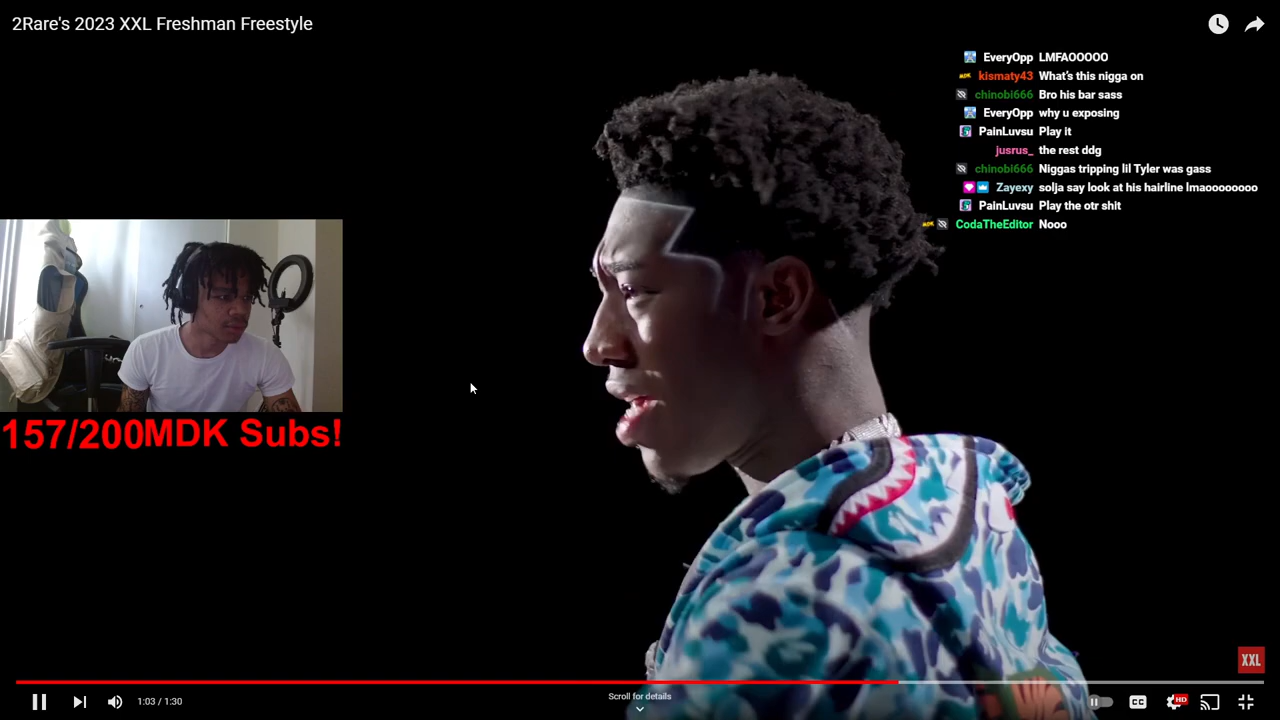 2Rare's 2023 XXL Freshman Freestyle
EveryOpp LMFAOOOOO
kismaty43 What's this nigga on
chinobi666 Bro his bar sass
EveryOpp why u exposing
PainLuvsu Play it
jusrus_ the rest ddg
chinobi666 Niggas tripping lil Tyler was gass
Zayexy solja say look at his hairline lmaoooooooo
PainLuvsu Play the otr shit
CodaTheEditor Nooo
157/200MDK Subs!
XXL
1:03 / 1:30
Scroll for details
CC
HD